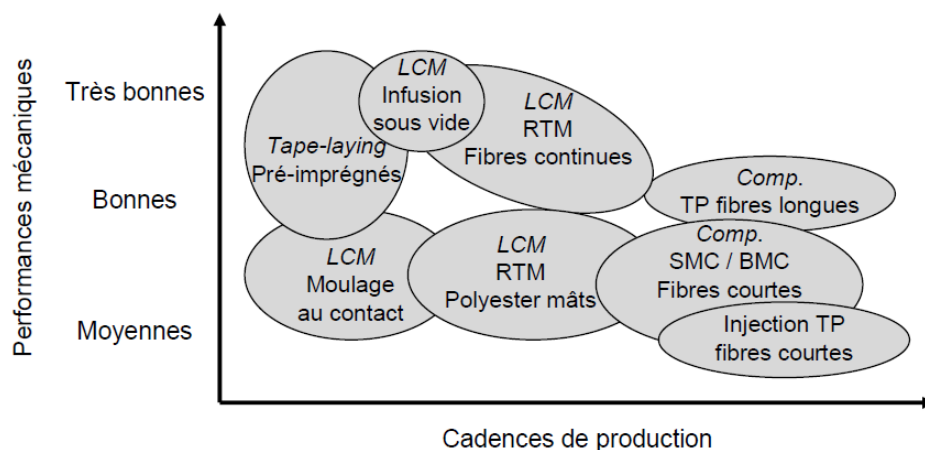 Performances mécaniques
Très bonnes
Bonnes
Moyennes
LCM
Infusion
sous vide
LCM
RTM
Fibres continues
Tape-laying
Pré-imprégnés
Comp.
TP fibres longues
LCM
Moulage
au contact
LCM
RTM
Polyester mâts
Comp.
SMC / BMC
Fibres courtes
Injection TP
fibres courtes
Cadences de production